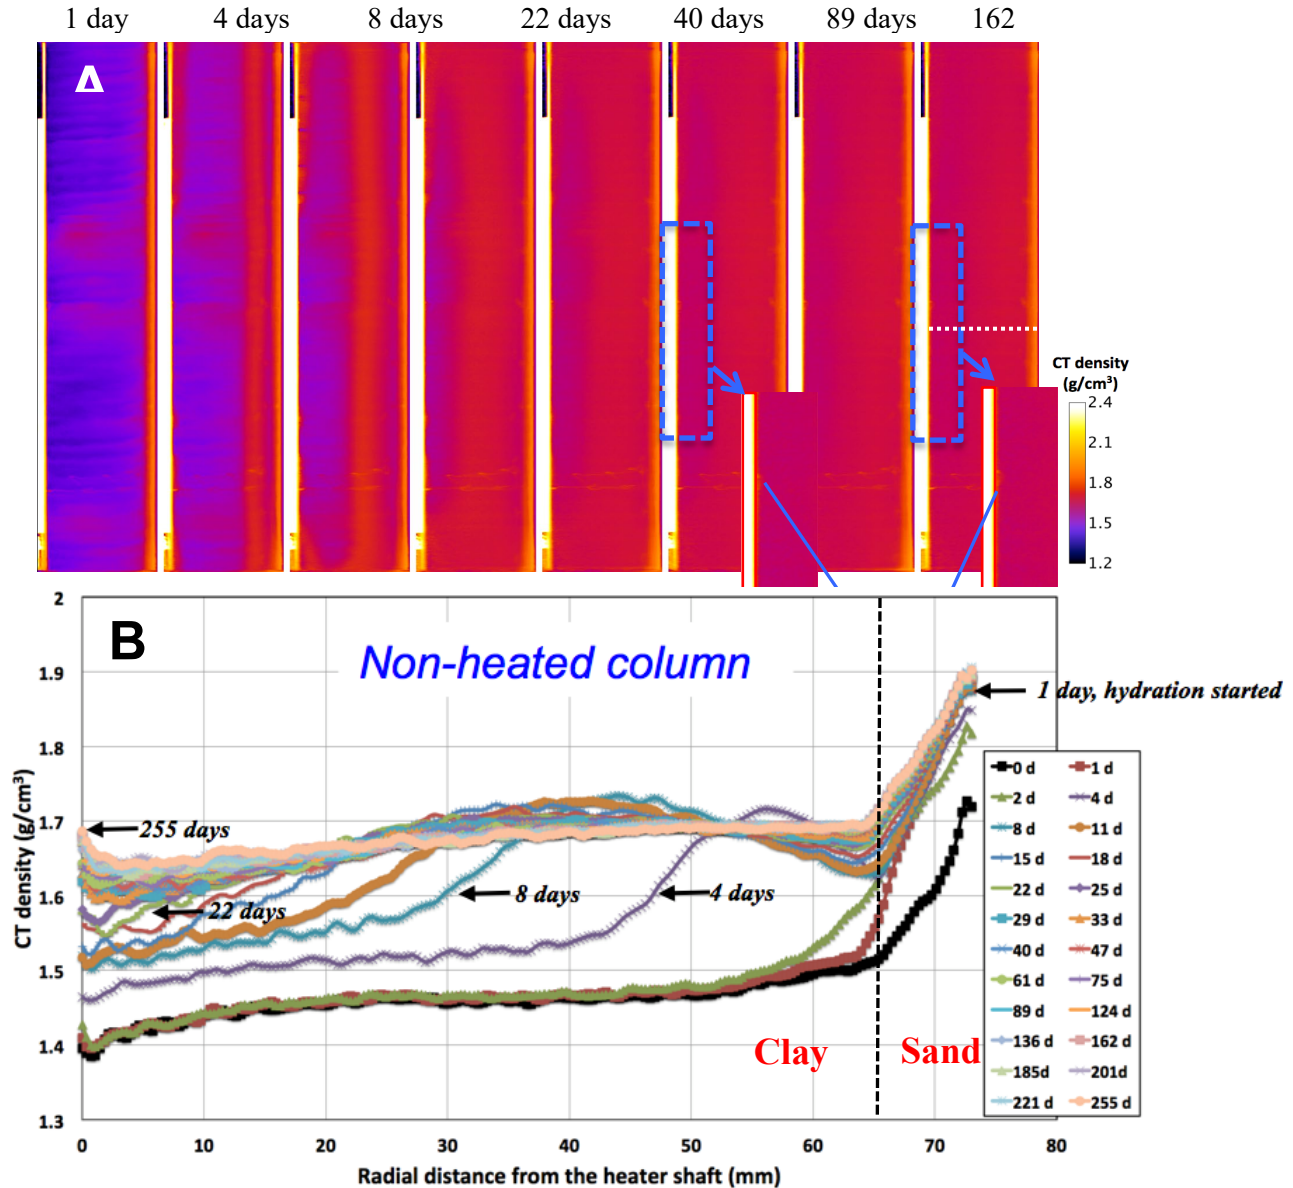 1 day 4 days 8 days 22 days 40 days 89 days 162
CT density
(g/cm³)
2.4
2.1
1.8
1.5
1.2
B
Non-heated column
2
1.9
1.8
1.7
1.6
1.5
1.4
1.3
CT density (g/cm³)
1 day, hydration started
255 days
22 days
8 days
4 days
Clay
Sand
0 d 1 d
2 d 4 d
8 d 11 d
15 d 18 d
22 d 25 d
29 d 33 d
40 d 47 d
61 d 75 d
89 d 124 d
136 d 162 d
185d 201d
221 d 255 d
0 10 20 30 40 50 60 70 80
Radial distance from the heater shaft (mm)